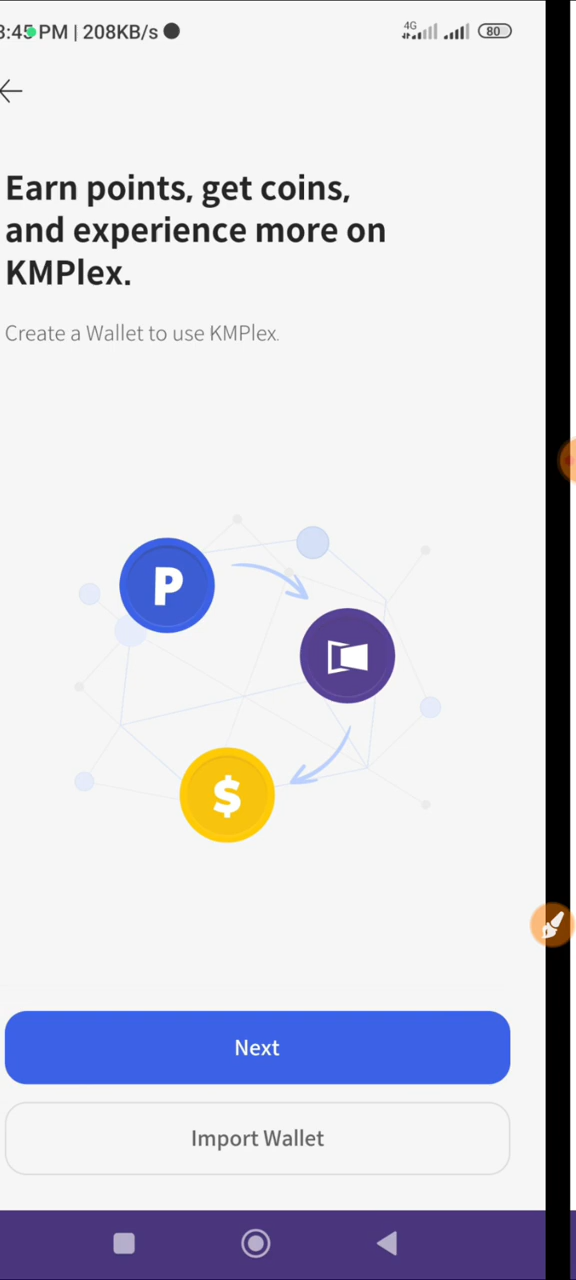 3:45 PM | 208KB/s
4G
80
Earn points, get coins,
and experience more on
KMPlex.
Create a Wallet to use KMPlex.
P
$
Next
Import Wallet